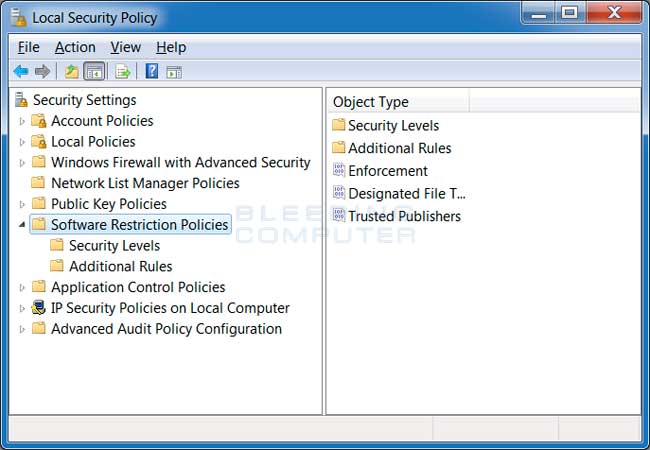 Local Security Policy
File Action View Help
Security Settings
Account Policies
Local Policies
Windows Firewall with Advanced Security
Network List Manager Policies
Public Key Policies
Software Restriction Policies
Security Levels
Additional Rules
Application Control Policies
IP Security Policies on Local Computer
Advanced Audit Policy Configuration
Object Type
Security Levels
Additional Rules
Enforcement
Designated File T...
Trusted Publishers
BLEEPING
COMPUTER